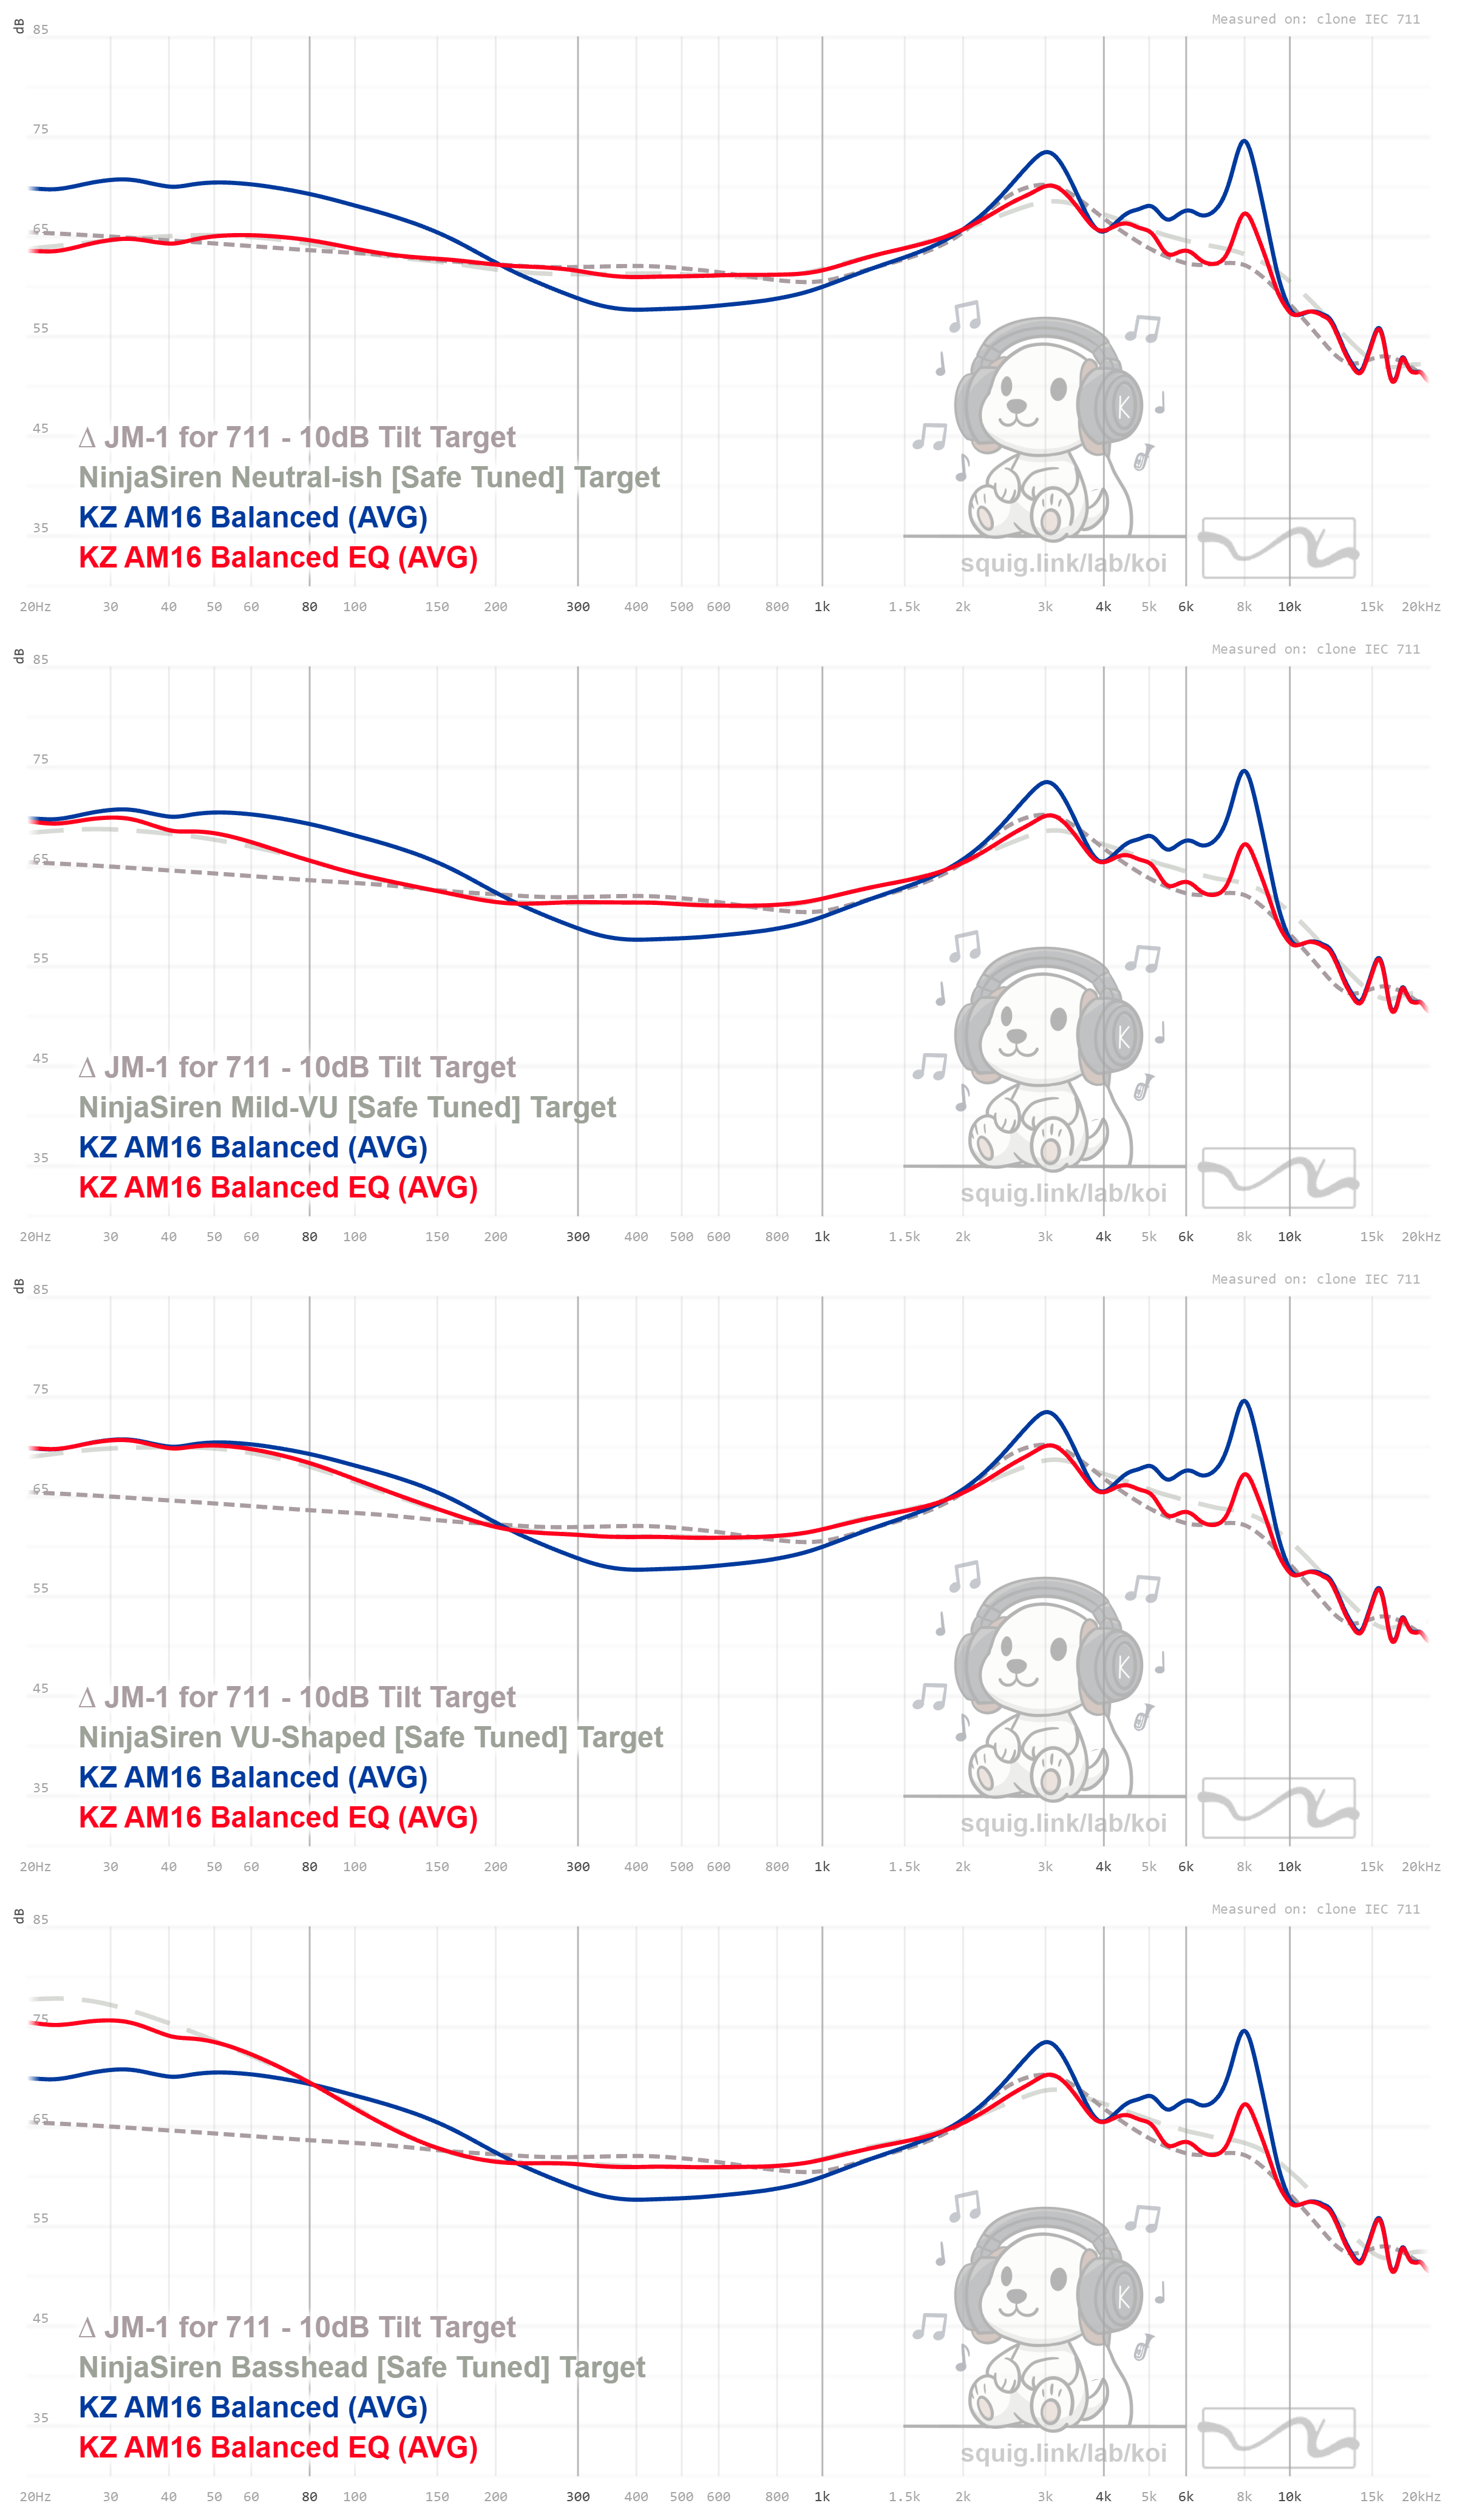 dB
Measured on: clone IEC 711
85
75
65
55
45
35
Δ JM-1 for 711 - 10dB Tilt Target
NinjaSiren Neutral-ish [Safe Tuned] Target
KZ AM16 Balanced (AVG)
KZ AM16 Balanced EQ (AVG)
K
squig.link/lab/koi
20Hz 30 40 50 60 80 100 150 200 300 400 500 600 800 1k 1.5k 2k 3k 4k 5k 6k 8k 10k 15k 20kHz
dB
Measured on: clone IEC 711
85
75
65
55
45
35
Δ JM-1 for 711 - 10dB Tilt Target
NinjaSiren Mild-VU [Safe Tuned] Target
KZ AM16 Balanced (AVG)
KZ AM16 Balanced EQ (AVG)
K
squig.link/lab/koi
20Hz 30 40 50 60 80 100 150 200 300 400 500 600 800 1k 1.5k 2k 3k 4k 5k 6k 8k 10k 15k 20kHz
dB
Measured on: clone IEC 711
85
75
65
55
45
35
Δ JM-1 for 711 - 10dB Tilt Target
NinjaSiren VU-Shaped [Safe Tuned] Target
KZ AM16 Balanced (AVG)
KZ AM16 Balanced EQ (AVG)
K
squig.link/lab/koi
20Hz 30 40 50 60 80 100 150 200 300 400 500 600 800 1k 1.5k 2k 3k 4k 5k 6k 8k 10k 15k 20kHz
dB
Measured on: clone IEC 711
85
75
65
55
45
35
Δ JM-1 for 711 - 10dB Tilt Target
NinjaSiren Basshead [Safe Tuned] Target
KZ AM16 Balanced (AVG)
KZ AM16 Balanced EQ (AVG)
K
squig.link/lab/koi
20Hz 30 40 50 60 80 100 150 200 300 400 500 600 800 1k 1.5k 2k 3k 4k 5k 6k 8k 10k 15k 20kHz